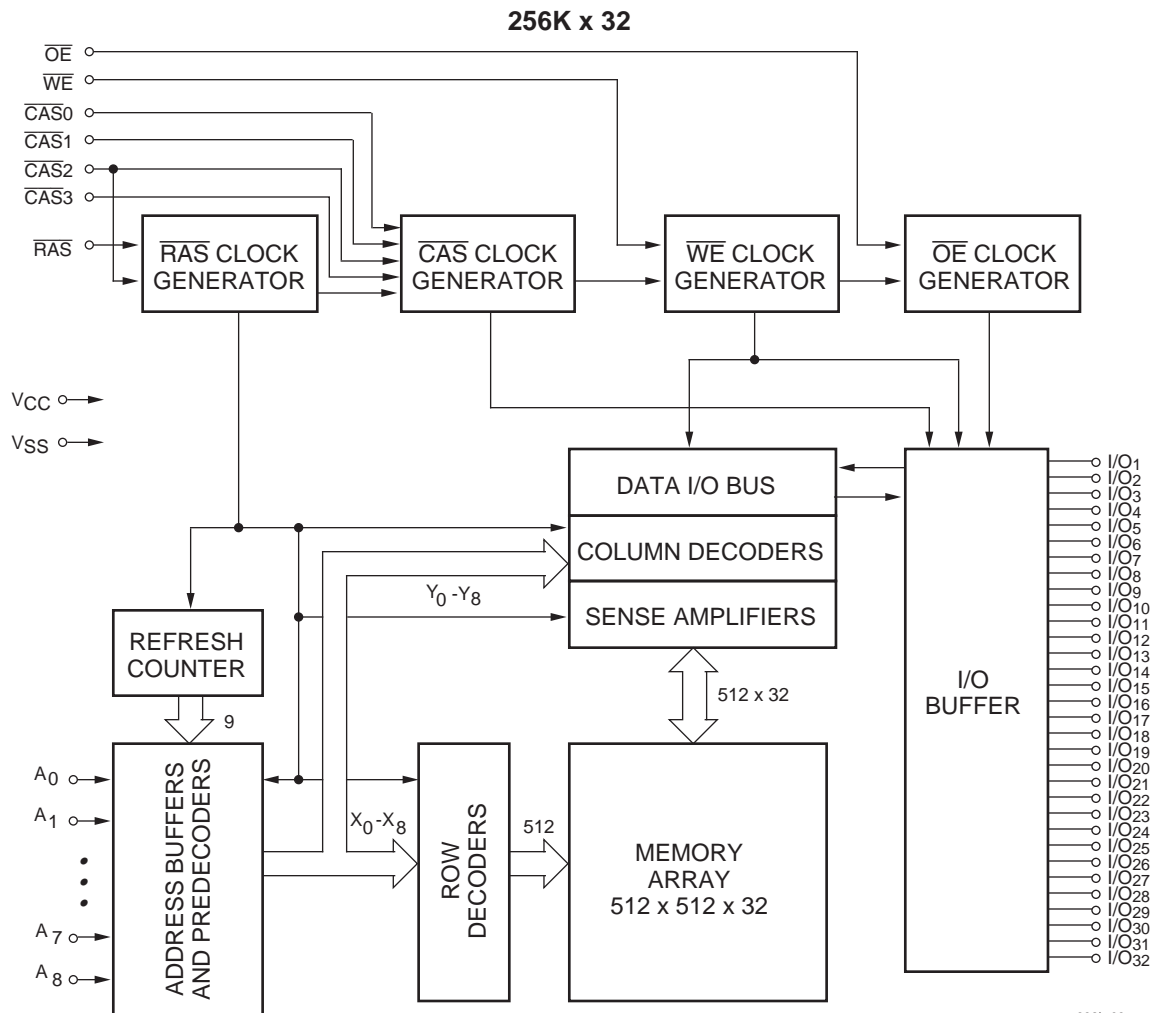 256K x 32
OE
WE
CAS0
CAS1
CAS2
CAS3
RAS
RAS CLOCK
GENERATOR
CAS CLOCK
GENERATOR
WE CLOCK
GENERATOR
OE CLOCK
GENERATOR
VCC
VSS
DATA I/O BUS
COLUMN DECODERS
SENSE AMPLIFIERS
Y0 -Y8
REFRESH
COUNTER
9
512 x 32
I/O
BUFFER
A0
A1
A7
A8
ADDRESS BUFFERS
AND PREDECODERS
X0 -X8
ROW
DECODERS
512
MEMORY
ARRAY
512 x 512 x 32
I/O1
I/O2
I/O3
I/O4
I/O5
I/O6
I/O7
I/O8
I/O9
I/O10
I/O11
I/O12
I/O13
I/O14
I/O15
I/O16
I/O17
I/O18
I/O19
I/O20
I/O21
I/O22
I/O23
I/O24
I/O25
I/O26
I/O27
I/O28
I/O29
I/O30
I/O31
I/O32